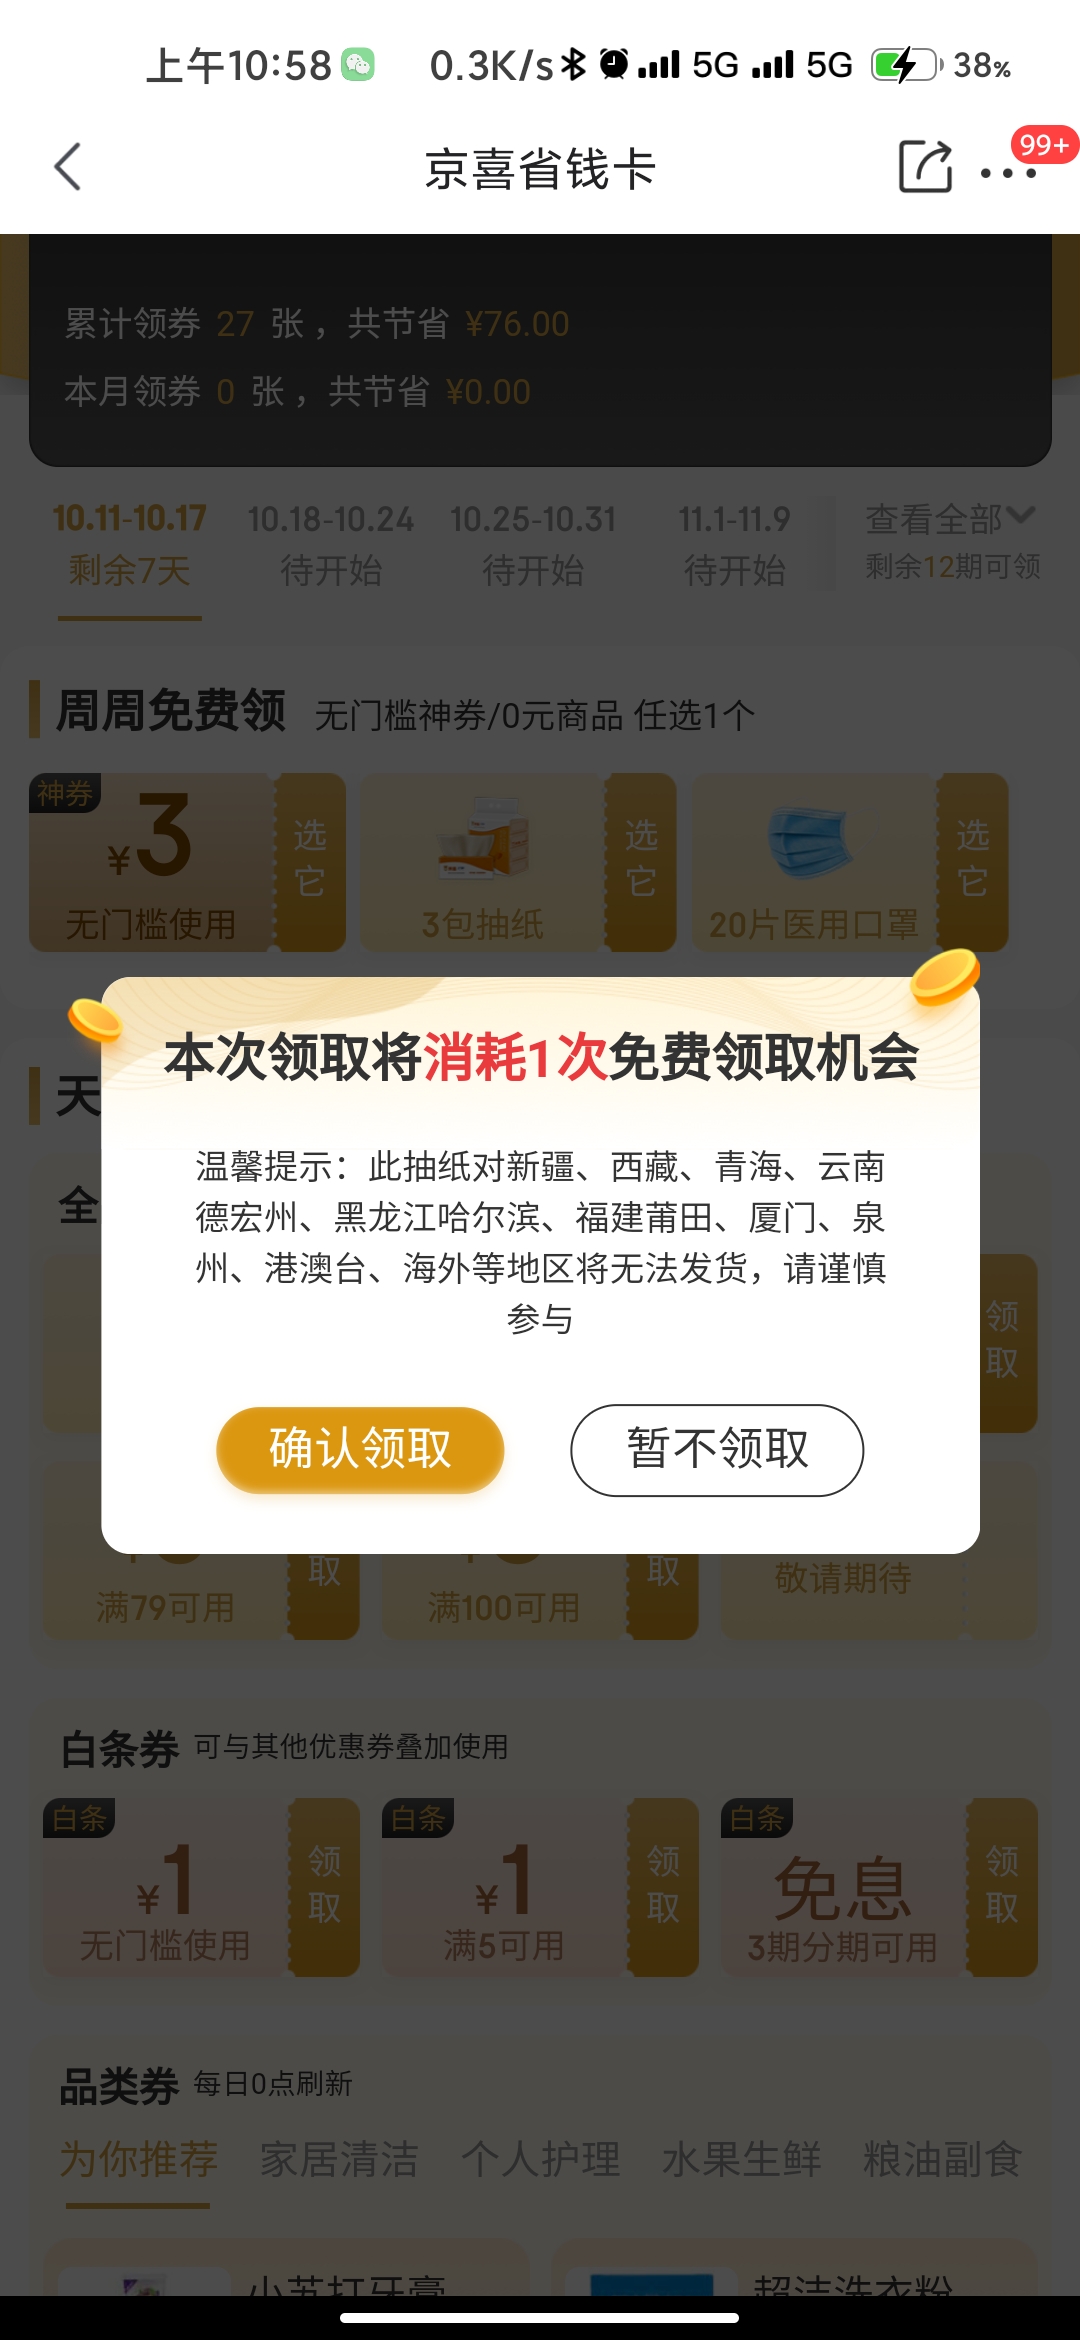 上午10:58
0.3K/s 5G 5G 38%
京喜省钱卡
99+
累计领券 27 张，共节省 ¥76.00
本月领券 0 张，共节省 ¥0.00
10.11-10.17 10.18-10.24 10.25-10.31 11.1-11.9 查看全部
剩余7天 待开始 待开始 待开始 剩余12期可领
周周免费领 无门槛神券/0元商品 任选1个
神券
¥3 选它 选它 选它
无门槛使用 3包抽纸 20片医用口罩
本次领取将消耗1次免费领取机会
天
温馨提示：此抽纸对新疆、西藏、青海、云南
全
德宏州、黑龙江哈尔滨、福建莆田、厦门、泉
州、港澳台、海外等地区将无法发货，请谨慎
参与
领取
确认领取 暂不领取
取 取
满79可用 满100可用 敬请期待
白条券 可与其他优惠券叠加使用
白条 白条 白条
¥1 领取 ¥1 领取 免息 领取
无门槛使用 满5可用 3期分期可用
品类券 每日0点刷新
为你推荐 家居清洁 个人护理 水果生鲜 粮油副食
小苏打牙膏 超洁洗衣粉